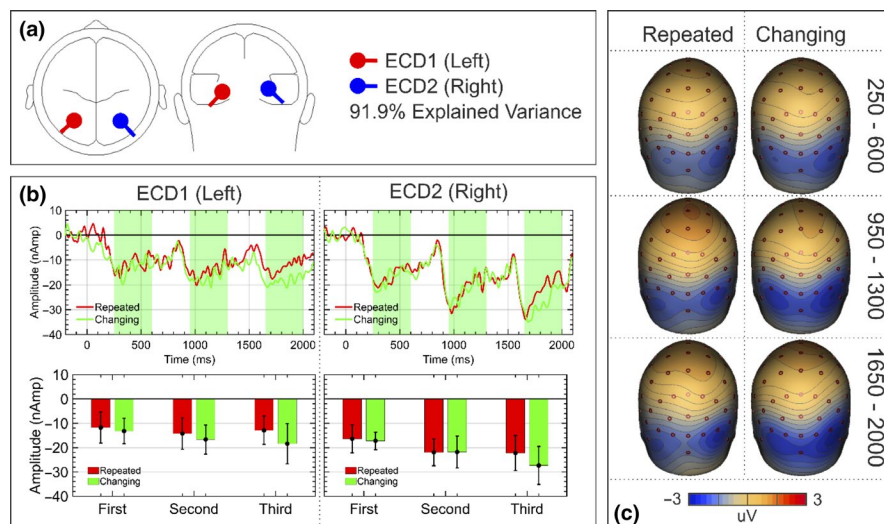 (a)
ECD1 (Left)
ECD2 (Right)
91.9% Explained Variance
(b)
ECD1 (Left)
ECD2 (Right)
Amplitude (nAmp)
10
0
−10
−20
−30
−40
Repeated
Changing
Repeated
Changing
0 500 1000 1500 2000
0 500 1000 1500 2000
Time (ms)
Time (ms)
Amplitude (nAmp)
10
0
−10
−20
−30
−40
Repeated
Changing
Repeated
Changing
First Second Third
First Second Third
Repeated Changing
250 - 600
950 - 1300
1650 - 2000
(c)
−3 3
uV